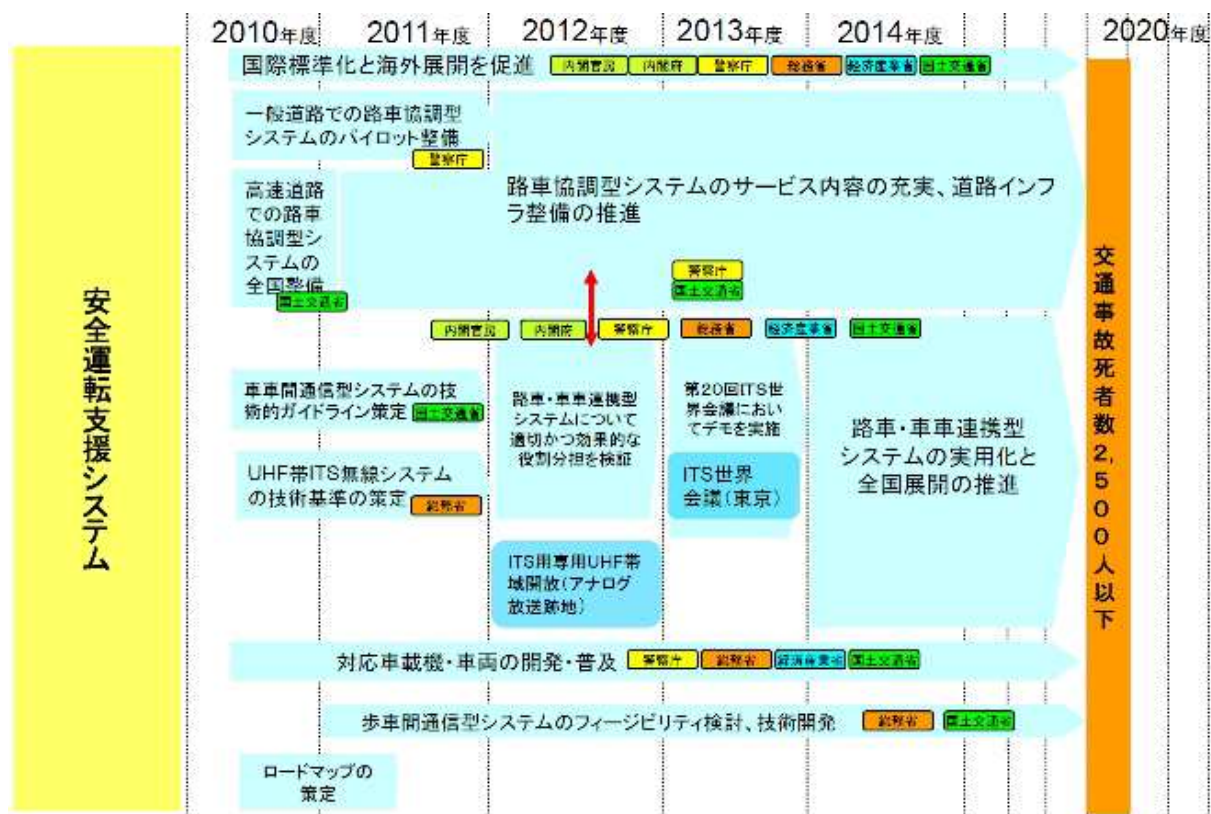 2010年度 2011年度 2012年度 2013年度 2014年度 2020年度
国際標準化と海外展開を促進 内閣官房 内閣府 警察庁 総務省 経済産業省 国土交通省
一般道路での路車協調型
システムのパイロット整備
警察庁
高速道路
での路車
協調型シ
ステムの
全国整備
国土交通省
路車協調型システムのサービス内容の充実、道路インフ
ラ整備の推進
警察庁
国土交通省
内閣官房 内閣府 警察庁 総務省 経済産業省 国土交通省
車車間通信型システムの技
術的ガイドライン策定 国土交通省
UHF帯ITS無線システム
の技術基準の策定 総務省
路車・車車連携型
システムについて
適切かつ効果的な
役割分担を検証
ITS用専用UHF帯
域開放(アナログ
放送跡地)
第20回ITS世
界会議におい
てデモを実施
ITS世界
会議(東京)
路車・車車連携型
システムの実用化と
全国展開の推進
対応車載機・車両の開発・普及 警察庁 総務省 経済産業省 国土交通省
歩車間通信型システムのフィージビリティ検討、技術開発 総務省 国土交通省
ロードマップの
策定
安全運転支援システム
交通事故死者数2,500人以下